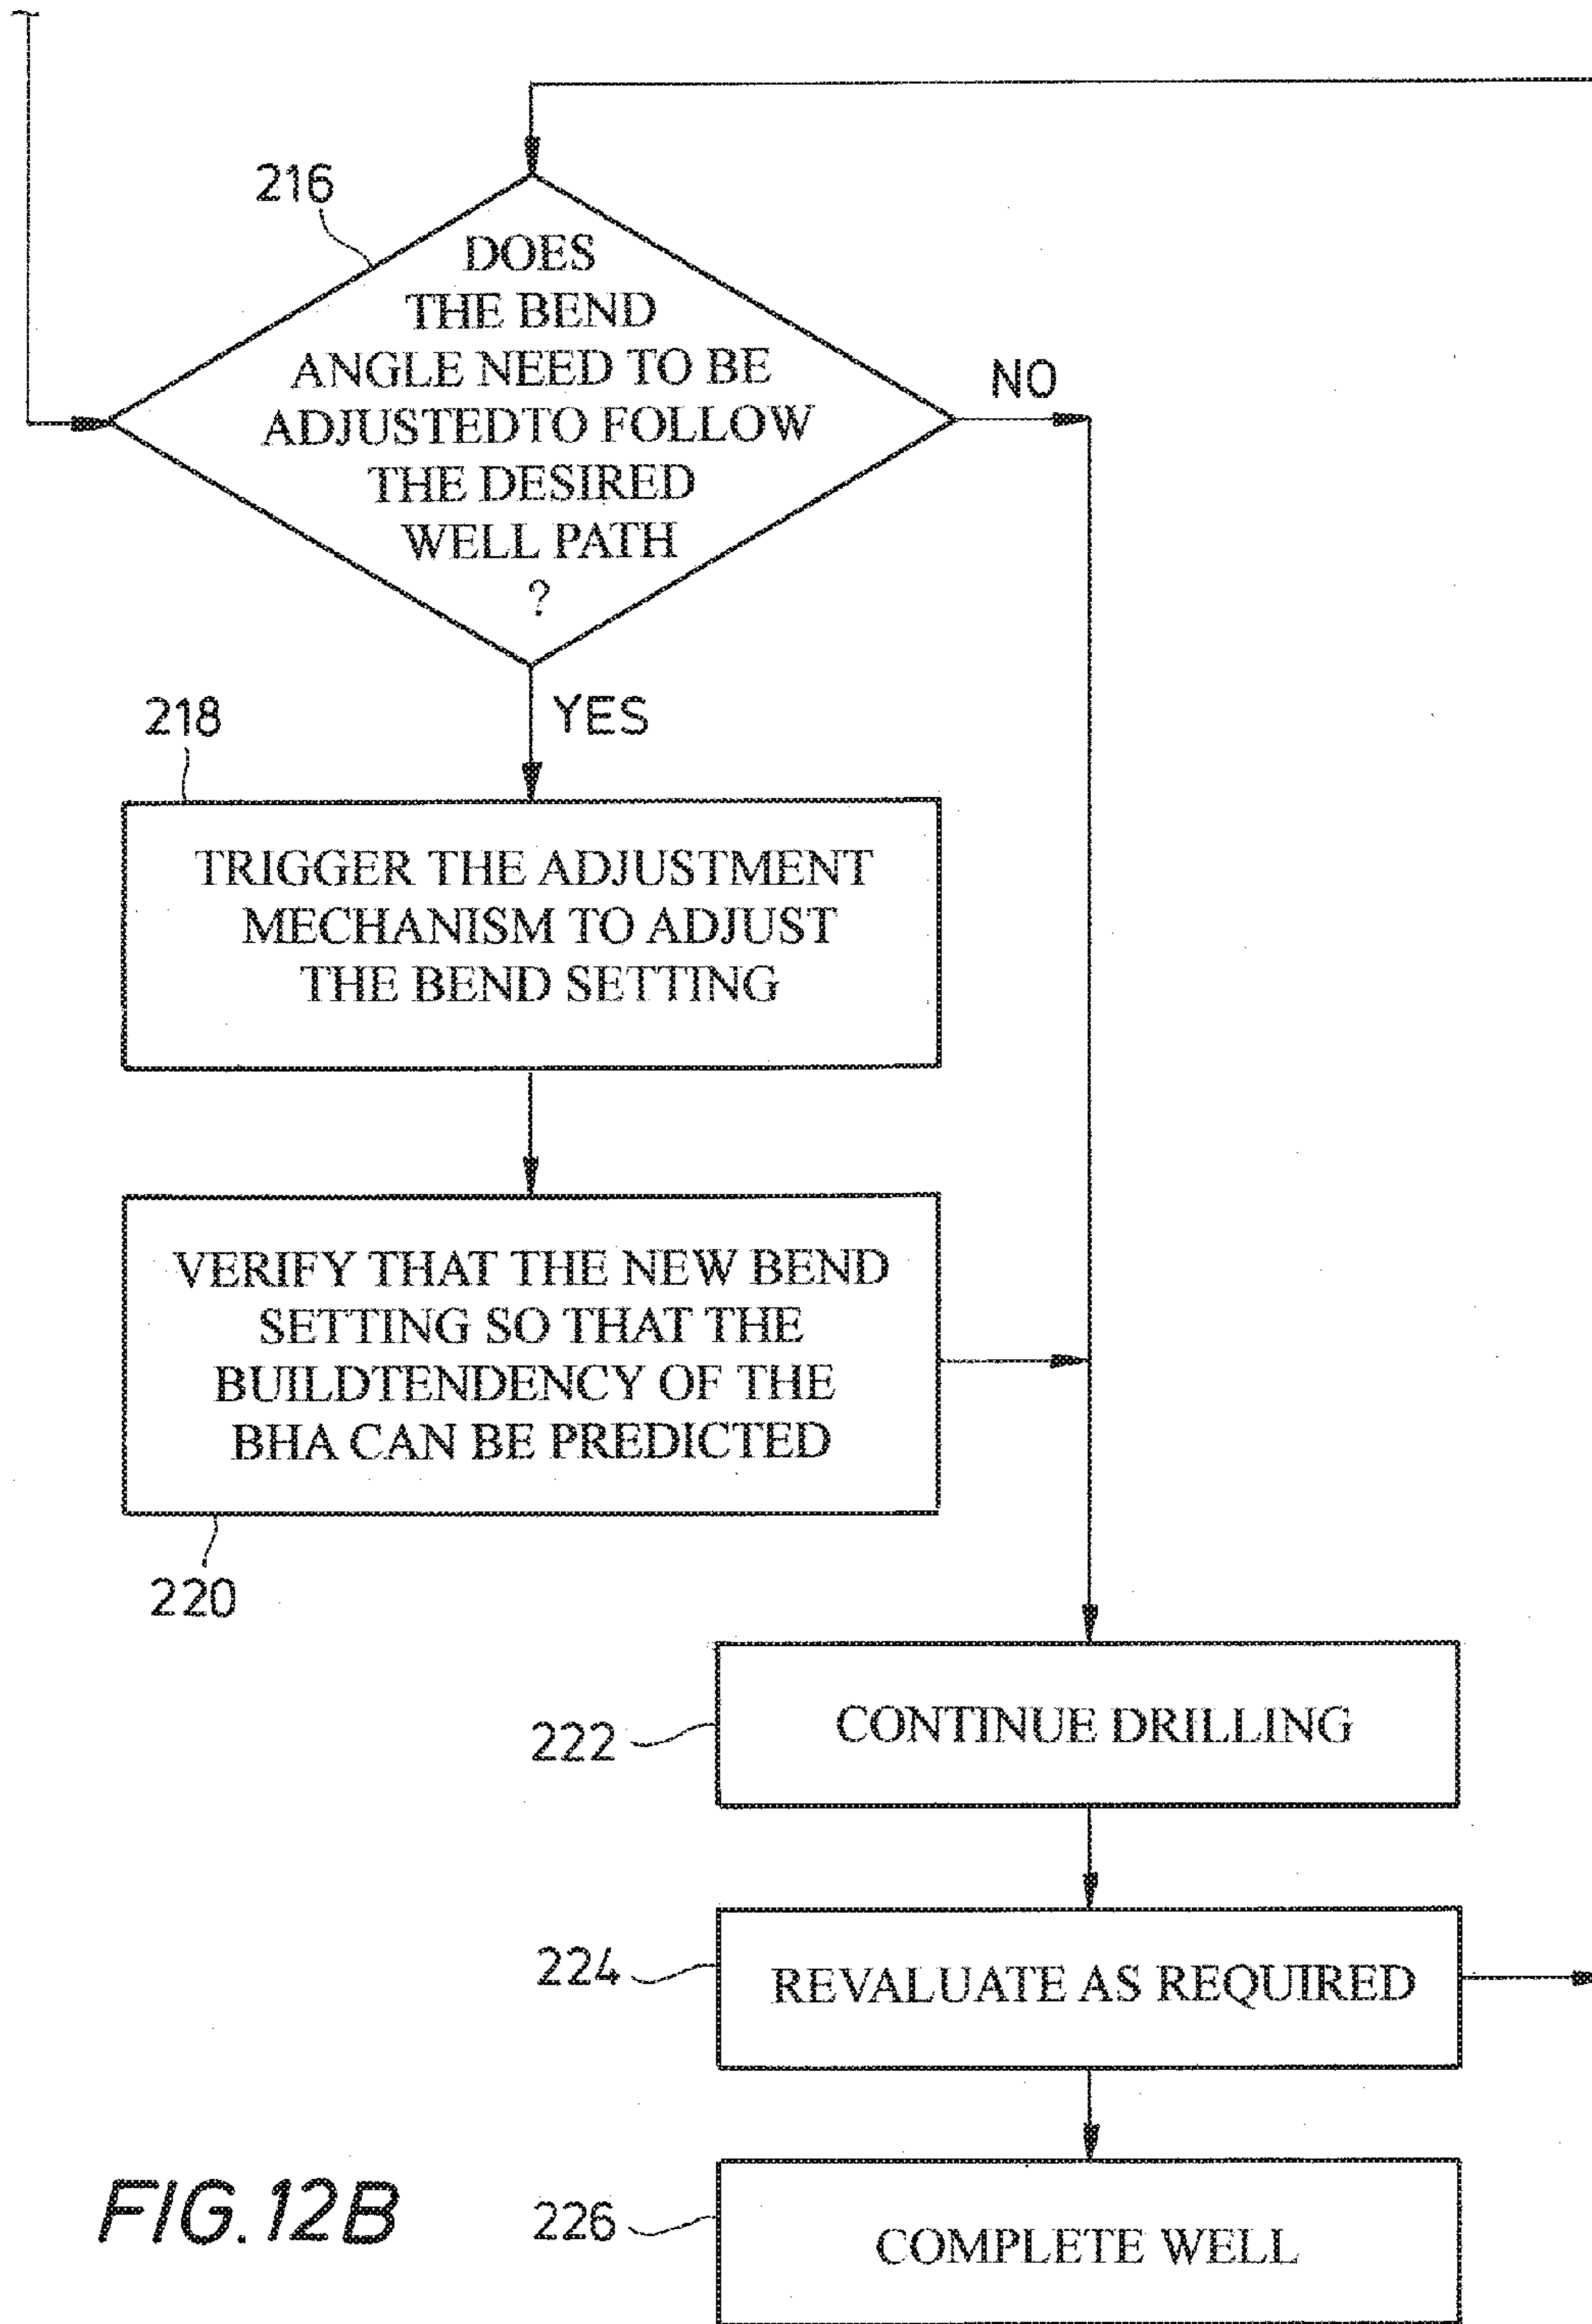 216
DOES
THE BEND
ANGLE NEED TO BE
ADJUSTEDTO FOLLOW
THE DESIRED
WELL PATH
?
NO
YES
218
TRIGGER THE ADJUSTMENT
MECHANISM TO ADJUST
THE BEND SETTING
VERIFY THAT THE NEW BEND
SETTING SO THAT THE
BUILDTENDENCY OF THE
BHA CAN BE PREDICTED
220
222
CONTINUE DRILLING
224
REVALUATE AS REQUIRED
226
COMPLETE WELL
FIG.12B